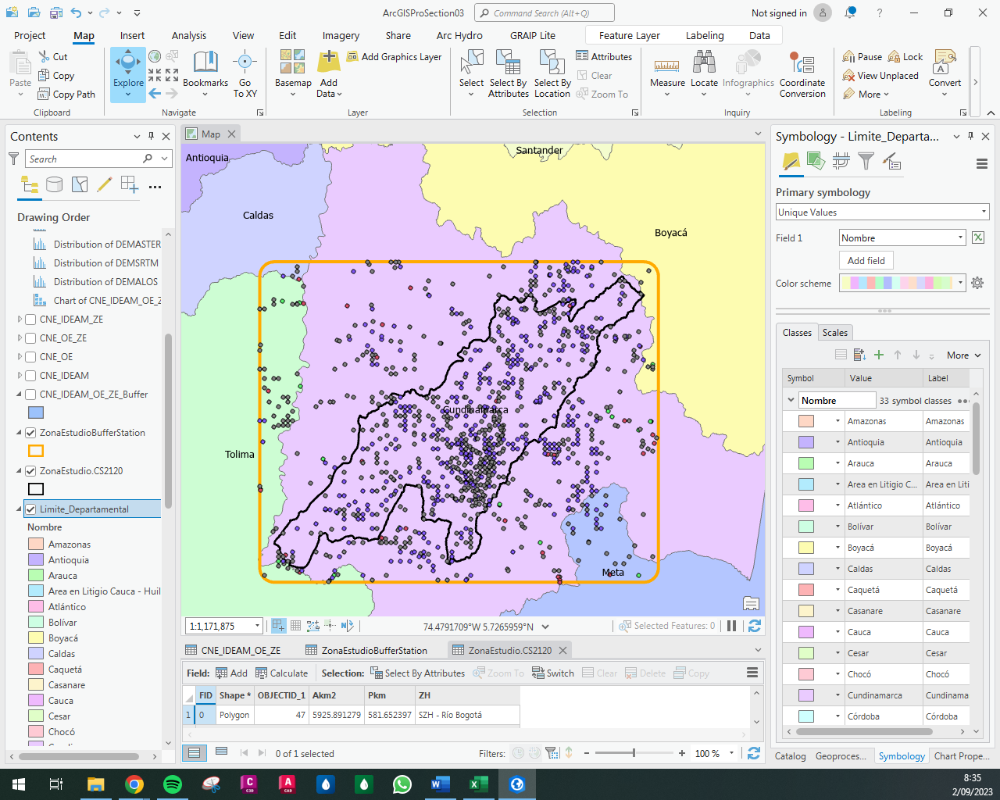 ArcGISProSection03
Command Search (Alt+Q)
Not signed in
?
Project
Map
Insert
Analysis
View
Edit
Imagery
Share
Arc Hydro
GRAIP Lite
Feature Layer
Labeling
Data
Paste
Cut
Copy
Copy Path
Clipboard
Explore
Bookmarks
Go To XY
Navigate
Basemap
Add Data
Add Graphics Layer
Layer
Select
Select By Attributes
Select By Location
Attributes
Clear
Zoom To
Selection
Measure
Locate
Infographics
Coordinate Conversion
Inquiry
Pause
Lock
View Unplaced
More
Convert
Labeling
Contents
Search
Drawing Order
Distribution of DEMASTER
Distribution of DEMSRTM
Distribution of DEMALOS
Chart of CNE_IDEAM_OE_Z
CNE_IDEAM_ZE
CNE_OE_ZE
CNE_OE
CNE_IDEAM
CNE_IDEAM_OE_ZE_Buffer
ZonaEstudioBufferStation
ZonaEstudio.CS2120
Limite_Departamental
Nombre
Amazonas
Antioquia
Arauca
Area en Litigio Cauca - Huil
Atlántico
Bolívar
Boyacá
Caldas
Caquetá
Casanare
Cauca
Cesar
Chocó
Map
Santander
Antioquia
Caldas
Boyacá
Cundinamarca
Tolima
Meta
1:1,171,875
74.4791709°W 5.7265959°N
Selected Features: 0
CNE_IDEAM_OE_ZE
ZonaEstudioBufferStation
ZonaEstudio.CS2120
Field:
Add
Calculate
Selection:
Select By Attributes
Zoom To
Switch
Clear
Delete
Copy
FID
Shape *
OBJECTID_1
Akm2
Pkm
ZH
1
0
Polygon
47
5925.891279
581.652397
SZH - Río Bogotá
0 of 1 selected
Filters:
100 %
Symbology - Limite_Departa...
Primary symbology
Unique Values
Field 1
Nombre
Add field
Color scheme
Classes
Scales
More
Symbol
Value
Label
Nombre
33 symbol classes
Amazonas
Amazonas
Antioquia
Antioquia
Arauca
Arauca
Area en Litigio C...
Area en Liti
Atlántico
Atlántico
Bolívar
Bolívar
Boyacá
Boyacá
Caldas
Caldas
Caquetá
Caquetá
Casanare
Casanare
Cauca
Cauca
Cesar
Cesar
Chocó
Chocó
Cundinamarca
Cundinama
Córdoba
Córdoba
Catalog
Geoproces...
Symbology
Chart Prope...
8:35
2/09/2023